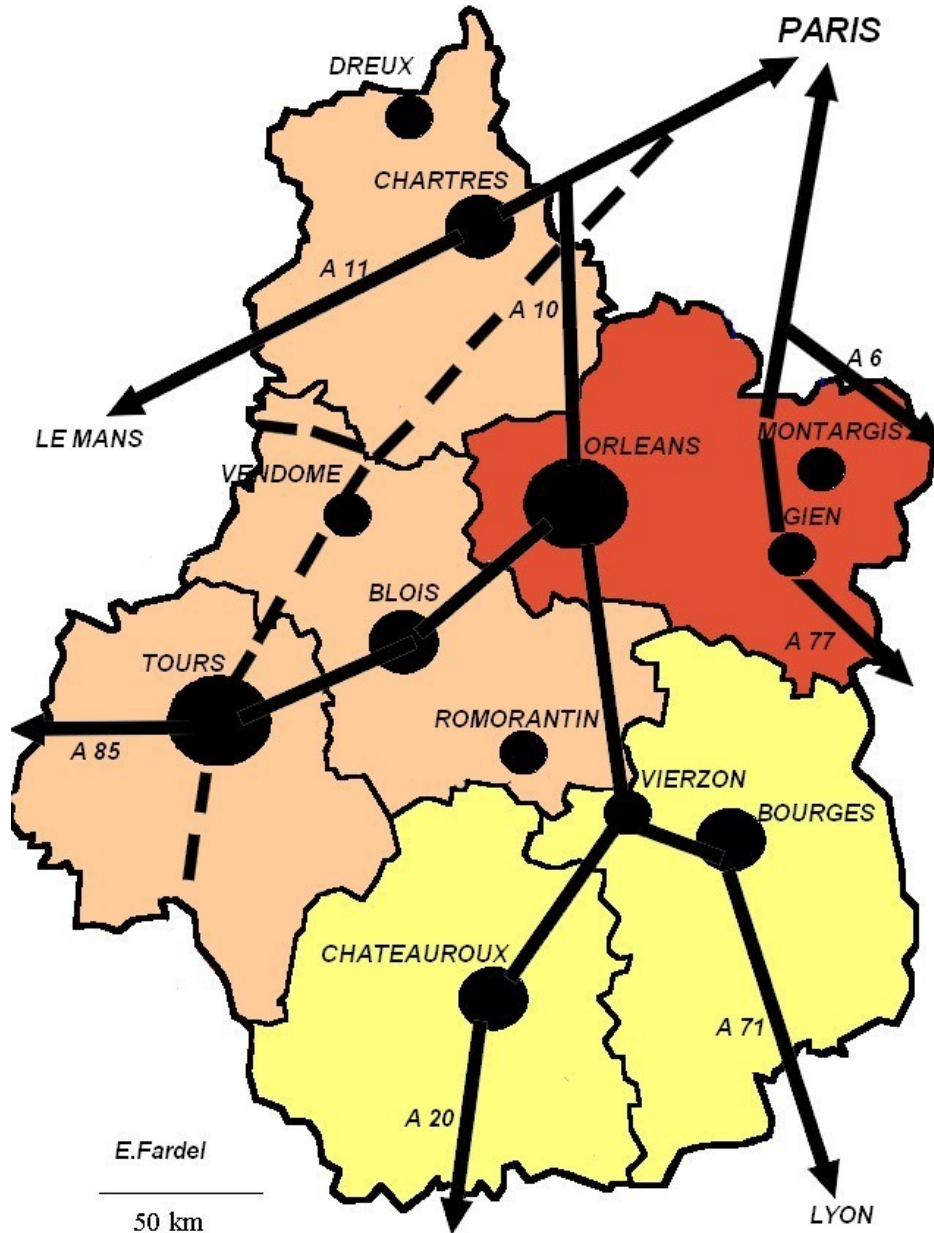 PARIS
DREUX
CHARTRES
A 11
A 10
A 6
LE MANS
ORLEANS
MONTARGIS
VENDOME
GIEN
BLOIS
TOURS
A 77
ROMORANTIN
A 85
VIERZON
BOURGES
CHATEAUROUX
A 71
A 20
E.Fardel
50 km
LYON